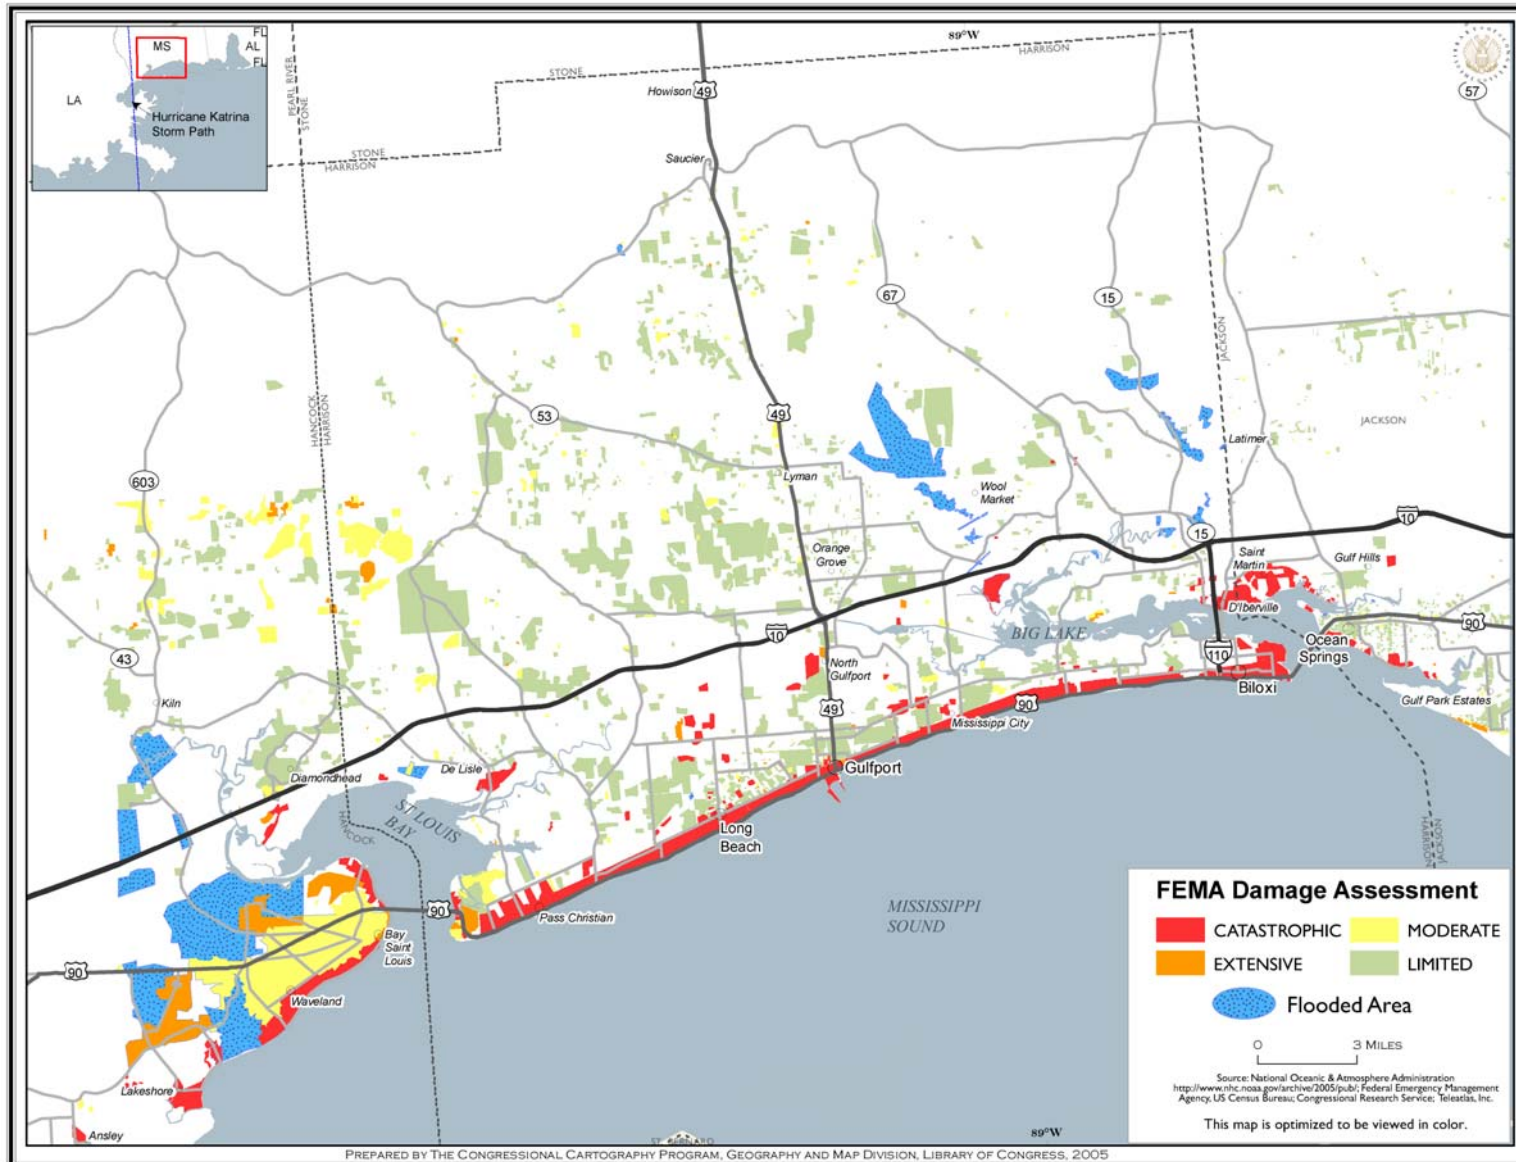 FL
MS
AL
FL
LA
Hurricane Katrina
Storm Path
PEARL RIVER
STONE
STONE
HARRISON
89°W
STONE
HARRISON
49
Howison
57
Saucier
67
15
JACKSON
JACKSON
HANCOCK
HARRISON
53
49
Latimer
603
Lyman
Wool
Market
10
15
Orange
Grove
Saint
Martin
Gulf Hills
D'Iberville
10
BIG LAKE
90
43
North
Gulfport
110
Ocean
Springs
Kiln
49
90
Biloxi
Gulf Park Estates
Mississippi City
De Lisle
Diamondhead
Gulfport
ST LOUIS
BAY
HANCOCK
Long
Beach
HARRISON
JACKSON
90
Pass Christian
MISSISSIPPI
SOUND
Bay
Saint
Louis
90
Waveland
Lakeshore
Ansley
FEMA Damage Assessment
CATASTROPHIC
MODERATE
EXTENSIVE
LIMITED
Flooded Area
0 3 MILES
Source: National Oceanic & Atmosphere Administration
http://www.nhc.noaa.gov/archive/2005/pub/; Federal Emergency Management
Agency, US Census Bureau; Congressional Research Service; Teleatlas, Inc.
This map is optimized to be viewed in color.
89°W
PREPARED BY THE CONGRESSIONAL CARTOGRAPHY PROGRAM, GEOGRAPHY AND MAP DIVISION, LIBRARY OF CONGRESS, 2005